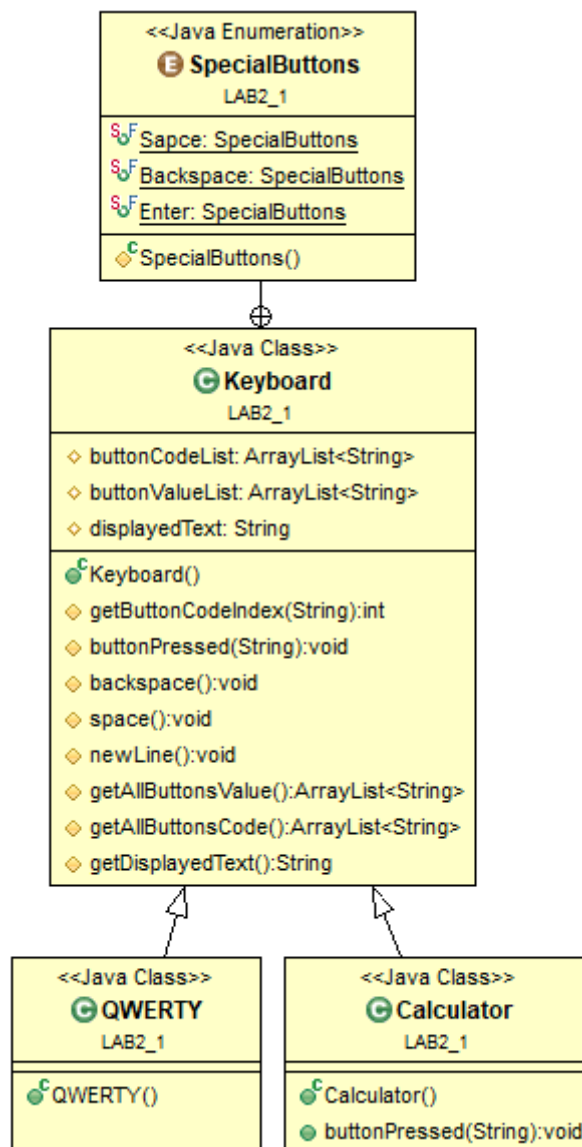 <<Java Enumeration>>
SpecialButtons
LAB2_1
Sapce: SpecialButtons
Backspace: SpecialButtons
Enter: SpecialButtons
SpecialButtons()
<<Java Class>>
Keyboard
LAB2_1
buttonCodeList: ArrayList<String>
buttonValueList: ArrayList<String>
displayedText: String
Keyboard()
getButtonCodeIndex(String):int
buttonPressed(String):void
backspace():void
space():void
newLine():void
getAllButtonsValue():ArrayList<String>
getAllButtonsCode():ArrayList<String>
getDisplayedText():String
<<Java Class>>
QWERTY
LAB2_1
QWERTY()
<<Java Class>>
Calculator
LAB2_1
Calculator()
buttonPressed(String):void